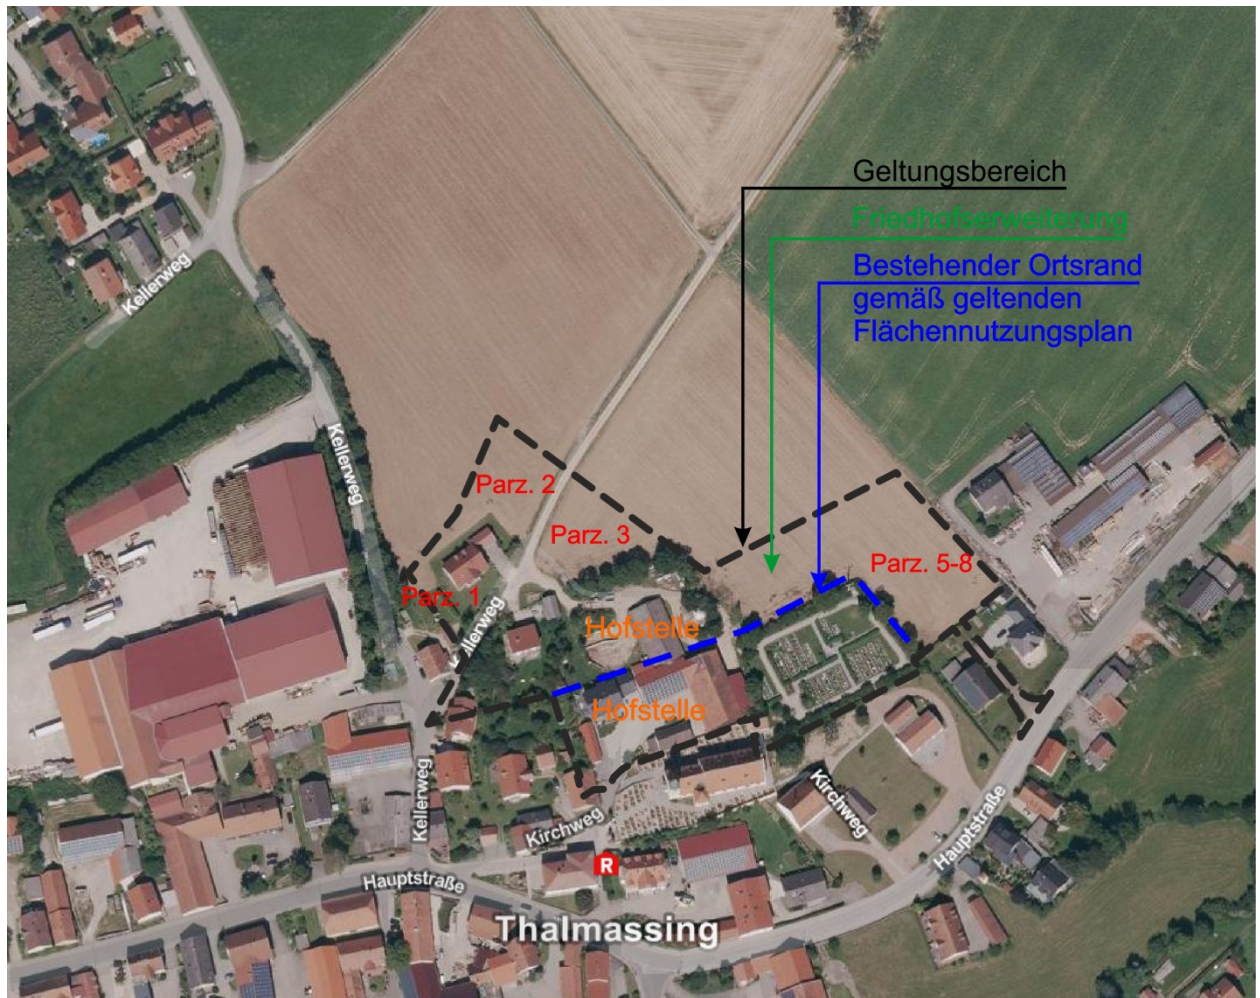 Geltungsbereich
Friedhofserweiterung
Bestehender Ortsrand
gemäß geltenden
Flächennutzungsplan
Kellerweg
Kellerweg
Parz. 2
Parz. 3
Parz. 5-8
Parz. 1
Kellerweg
Hofstelle
Hofstelle
Kellerweg
Kirchweg
Kirchweg
Hauptstraße
R
Hauptstraße
Thalmassing